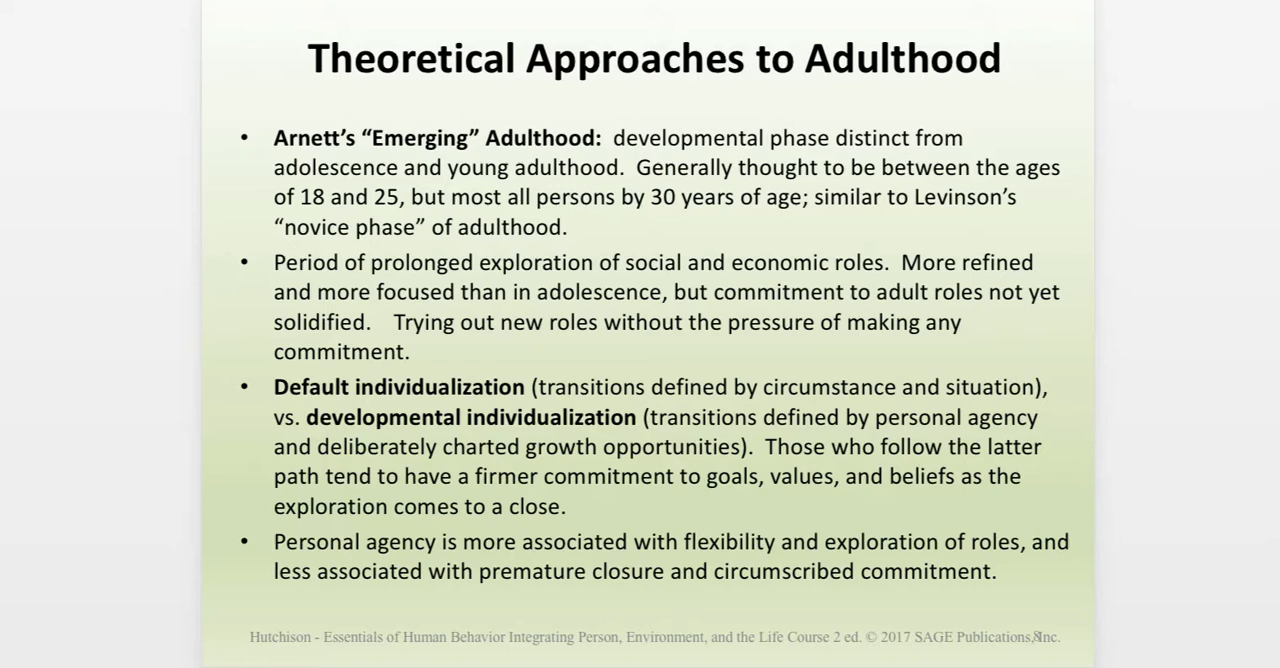 Theoretical Approaches to Adulthood
• Arnett’s “Emerging” Adulthood:  developmental phase distinct from
adolescence and young adulthood.  Generally thought to be between the ages
of 18 and 25, but most all persons by 30 years of age; similar to Levinson’s
“novice phase” of adulthood.
• Period of prolonged exploration of social and economic roles.  More refined
and more focused than in adolescence, but commitment to adult roles not yet
solidified.    Trying out new roles without the pressure of making any
commitment.
• Default individualization (transitions defined by circumstance and situation),
vs. developmental individualization (transitions defined by personal agency
and deliberately charted growth opportunities).  Those who follow the latter
path tend to have a firmer commitment to goals, values, and beliefs as the
exploration comes to a close.
• Personal agency is more associated with flexibility and exploration of roles, and
less associated with premature closure and circumscribed commitment.
Hutchison - Essentials of Human Behavior Integrating Person, Environment, and the Life Course 2 ed. © 2017 SAGE Publications, Inc.